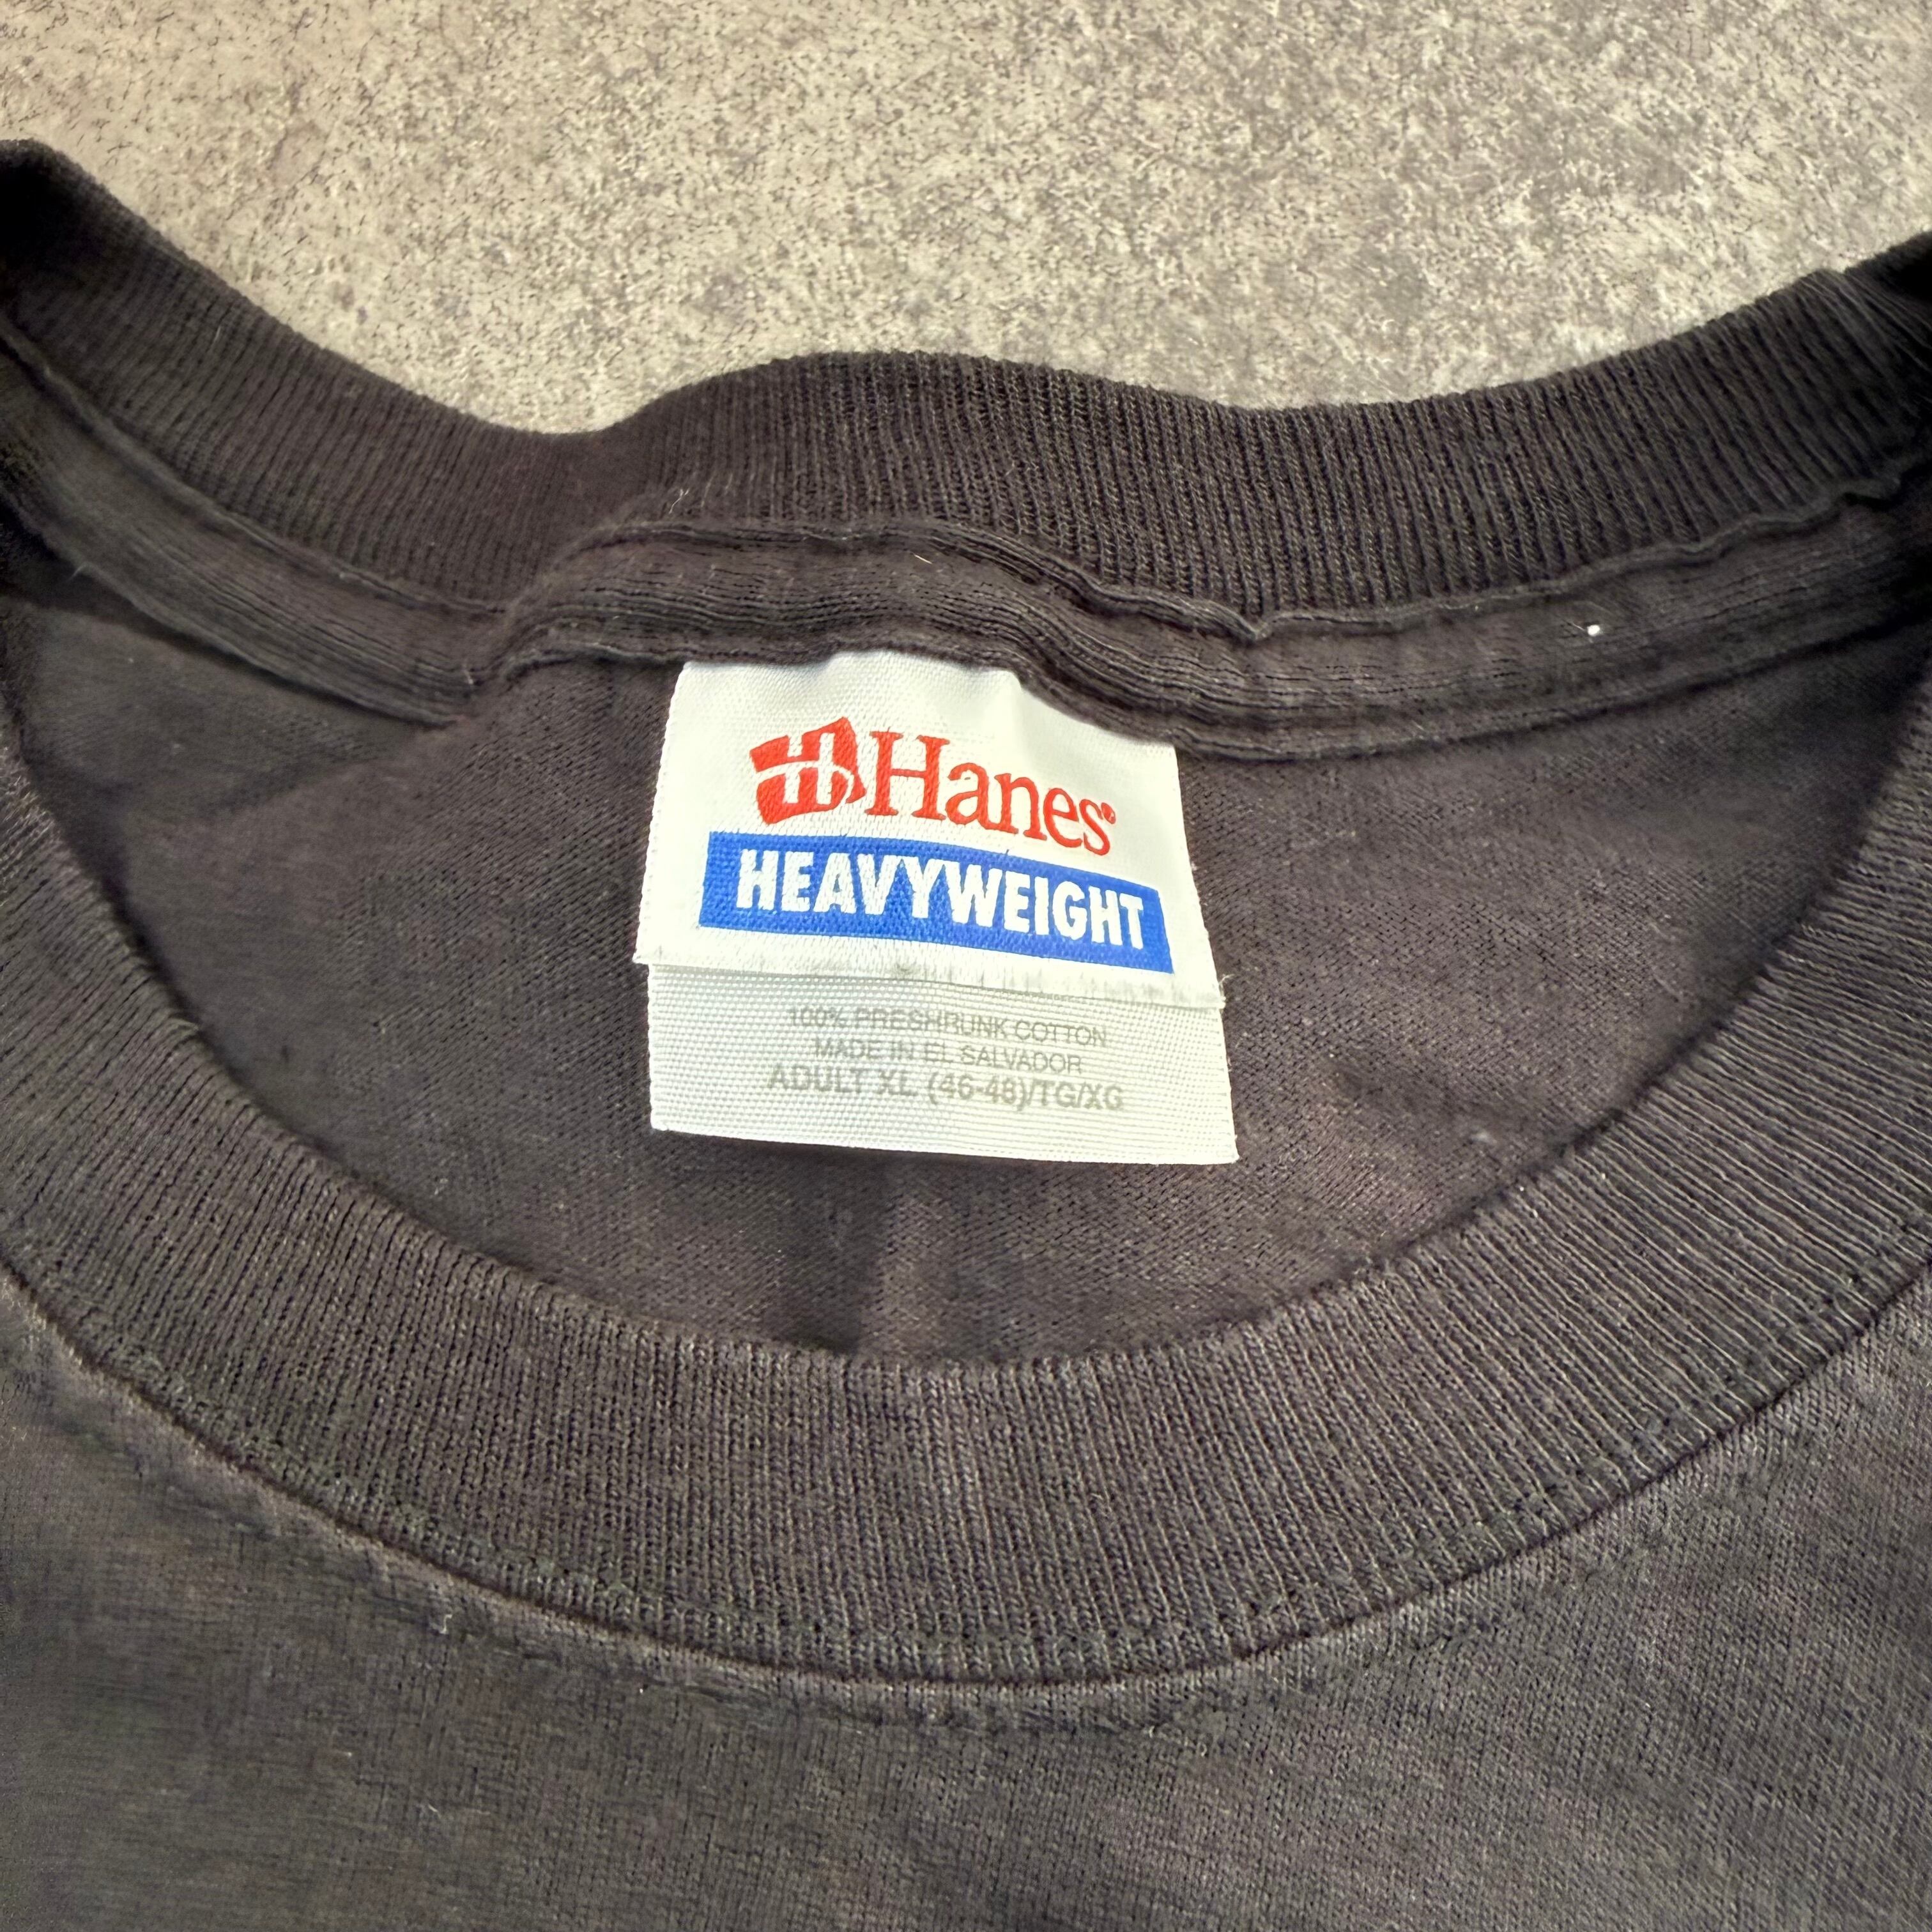 Hanes®
HEAVYWEIGHT
100% PRESHRUNK COTTON
MADE IN EL SALVADOR
ADULT XL (46-48)/TG/XG